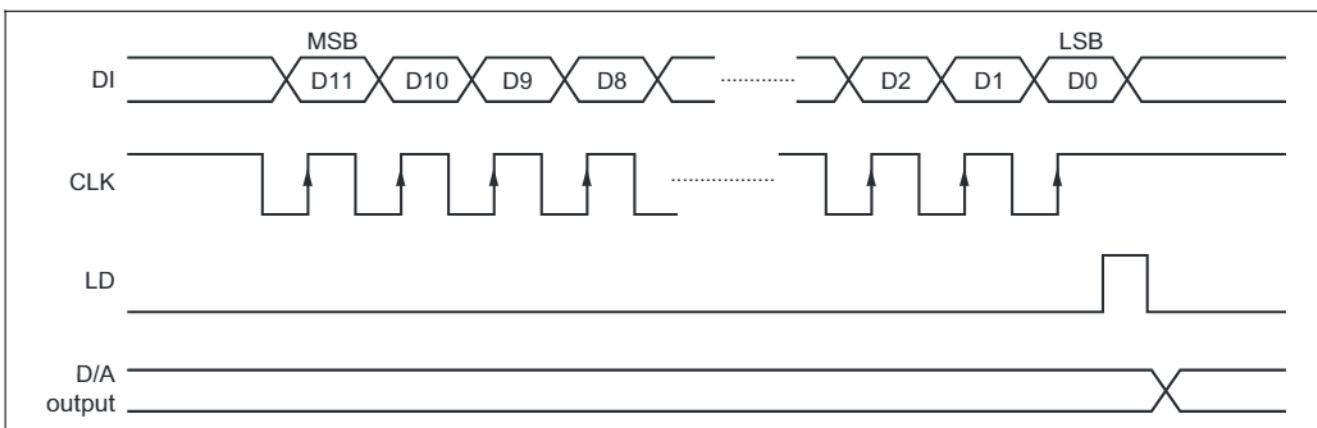 MSB LSB
DI D11 D10 D9 D8 D2 D1 D0
CLK
LD
D/A
output